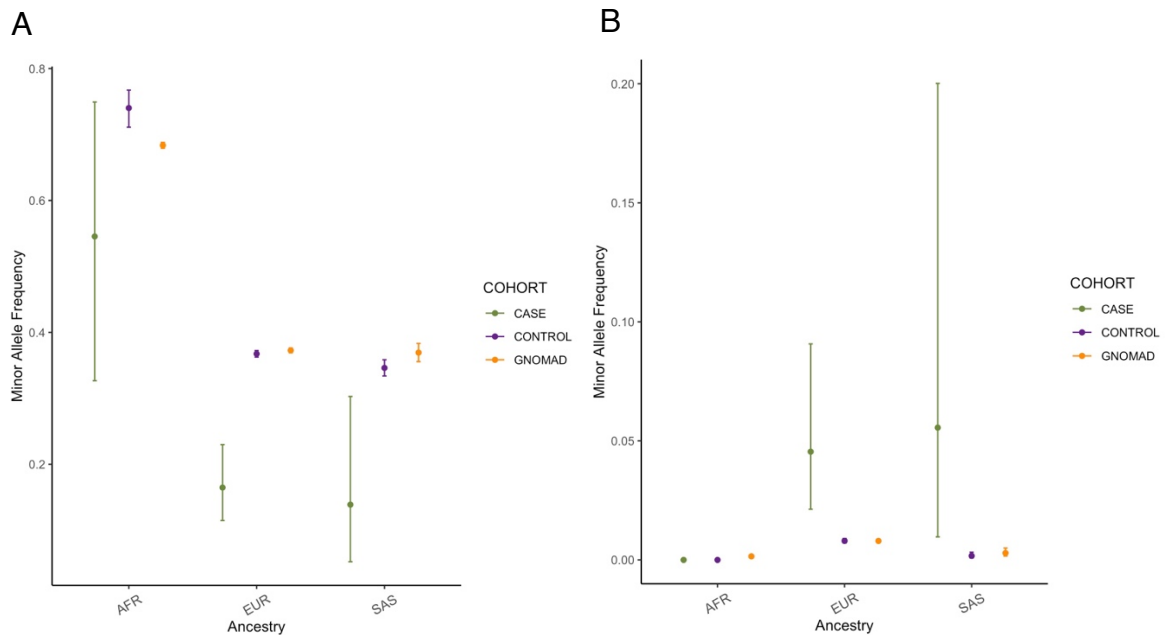 A
0.8
0.6
0.4
0.2
Minor Allele Frequency
AFR
EUR
SAS
Ancestry
COHORT
CASE
CONTROL
GNOMAD
B
0.20
0.15
0.10
0.05
0.00
Minor Allele Frequency
AFR
EUR
SAS
Ancestry
COHORT
CASE
CONTROL
GNOMAD